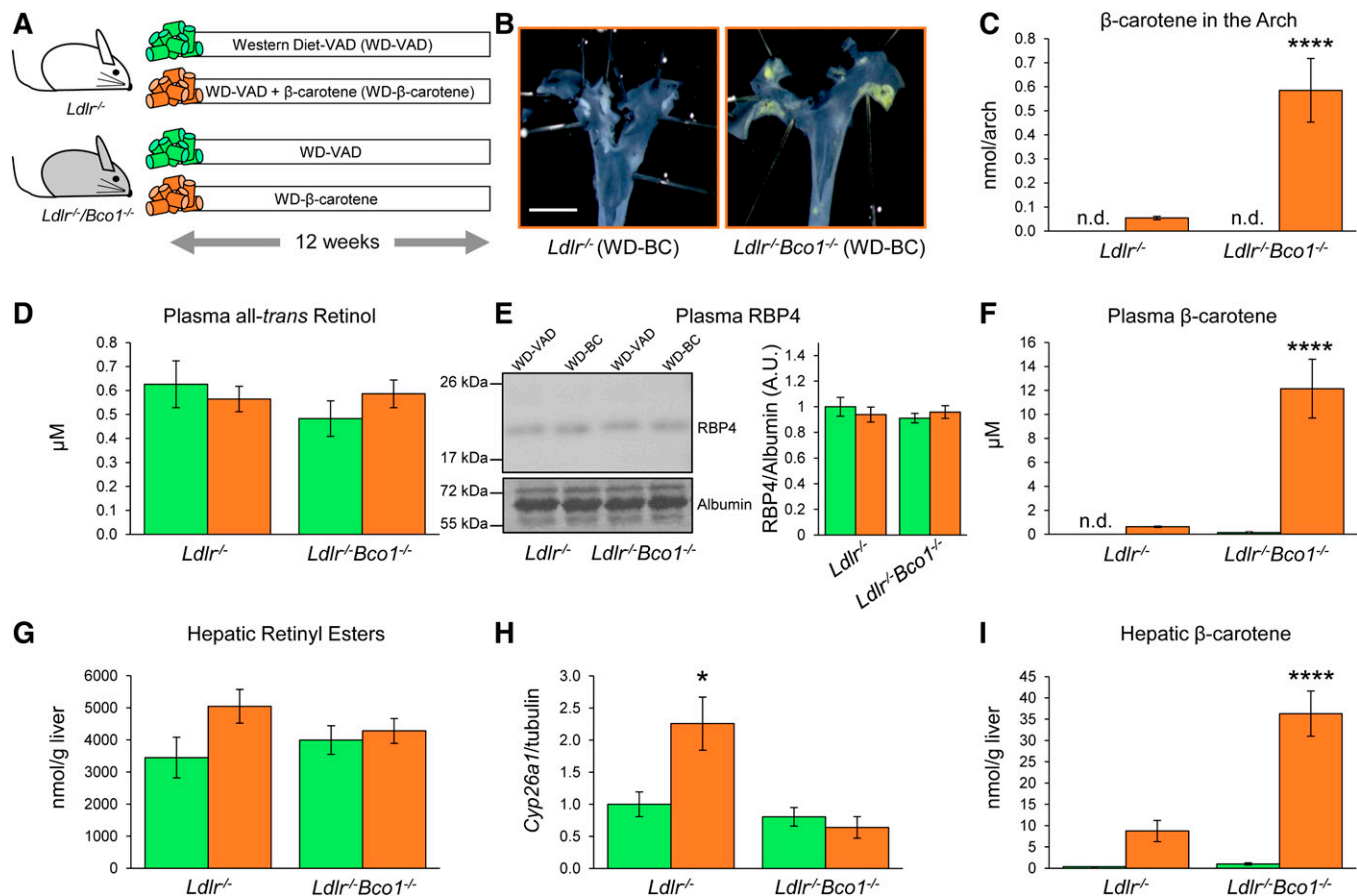 A
Western Diet-VAD (WD-VAD)
WD-VAD + β-carotene (WD-β-carotene)
Ldlr-/-
WD-VAD
WD-β-carotene
Ldlr-/-/Bco1-/-
12 weeks
B
Ldlr-/- (WD-BC)
Ldlr-/-Bco1-/- (WD-BC)
C
β-carotene in the Arch
nmol/arch
0.8
0.7
0.6
0.5
0.4
0.3
0.2
0.1
0.0
n.d.
n.d.
****
Ldlr-/-
Ldlr-/-Bco1-/-
D
Plasma all-trans Retinol
µM
0.8
0.7
0.6
0.5
0.4
0.3
0.2
0.1
0.0
Ldlr-/-
Ldlr-/-Bco1-/-
E
Plasma RBP4
WD-VAD
WD-BC
WD-VAD
WD-BC
26 kDa
RBP4
17 kDa
72 kDa
Albumin
55 kDa
Ldlr-/-
Ldlr-/-Bco1-/-
RBP4/Albumin (A.U.)
1.4
1.2
1
0.8
0.6
0.4
0.2
0
Ldlr-/-
Ldlr-/-Bco1-/-
F
Plasma β-carotene
µM
16
14
12
10
8
6
4
2
0
n.d.
****
Ldlr-/-
Ldlr-/-Bco1-/-
G
Hepatic Retinyl Esters
nmol/g liver
6000
5000
4000
3000
2000
1000
0
Ldlr-/-
Ldlr-/-Bco1-/-
H
Cyp26a1/tubulin
3.0
2.5
2.0
1.5
1.0
0.5
0.0
*
Ldlr-/-
Ldlr-/-Bco1-/-
I
Hepatic β-carotene
nmol/g liver
45
40
35
30
25
20
15
10
5
0
****
Ldlr-/-
Ldlr-/-Bco1-/-